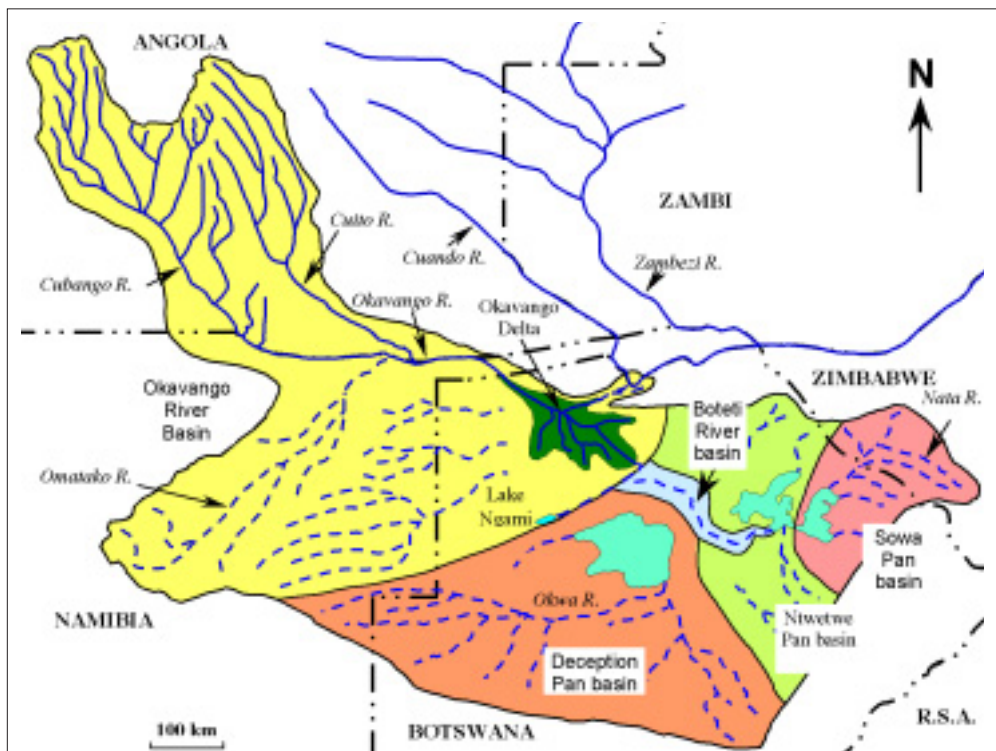 ANGOLA
N
ZAMBI
Cuito R.
Cuando R.
Zambezi R.
Cubango R.
Okavango R.
Okavango
Delta
Okavango
River
Basin
ZIMBABWE
Nata R.
Boteti
River
basin
Omatako R.
Lake
Ngami
Sowa
Pan
basin
NAMIBIA
Okwa R.
Ntwetwe
Pan basin
Deception
Pan basin
100 km
BOTSWANA
R.S.A.